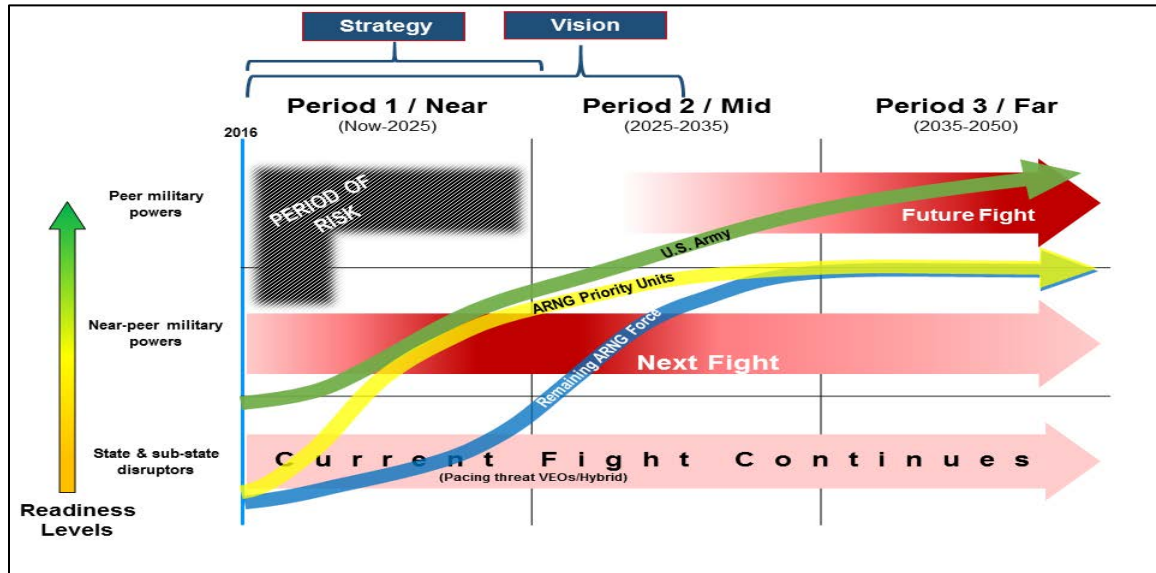 Strategy
Vision
Period 1 / Near
(Now-2025)
Period 2 / Mid
(2025-2035)
Period 3 / Far
(2035-2050)
2016
Peer military
powers
PERIOD OF
RISK
Future Fight
U.S. Army
ARNG Priority Units
Near-peer military
powers
Next Fight
Remaining ARNG Force
State & sub-state
disruptors
Current Fight Continues
(Pacing threat VEOs/Hybrid)
Readiness
Levels